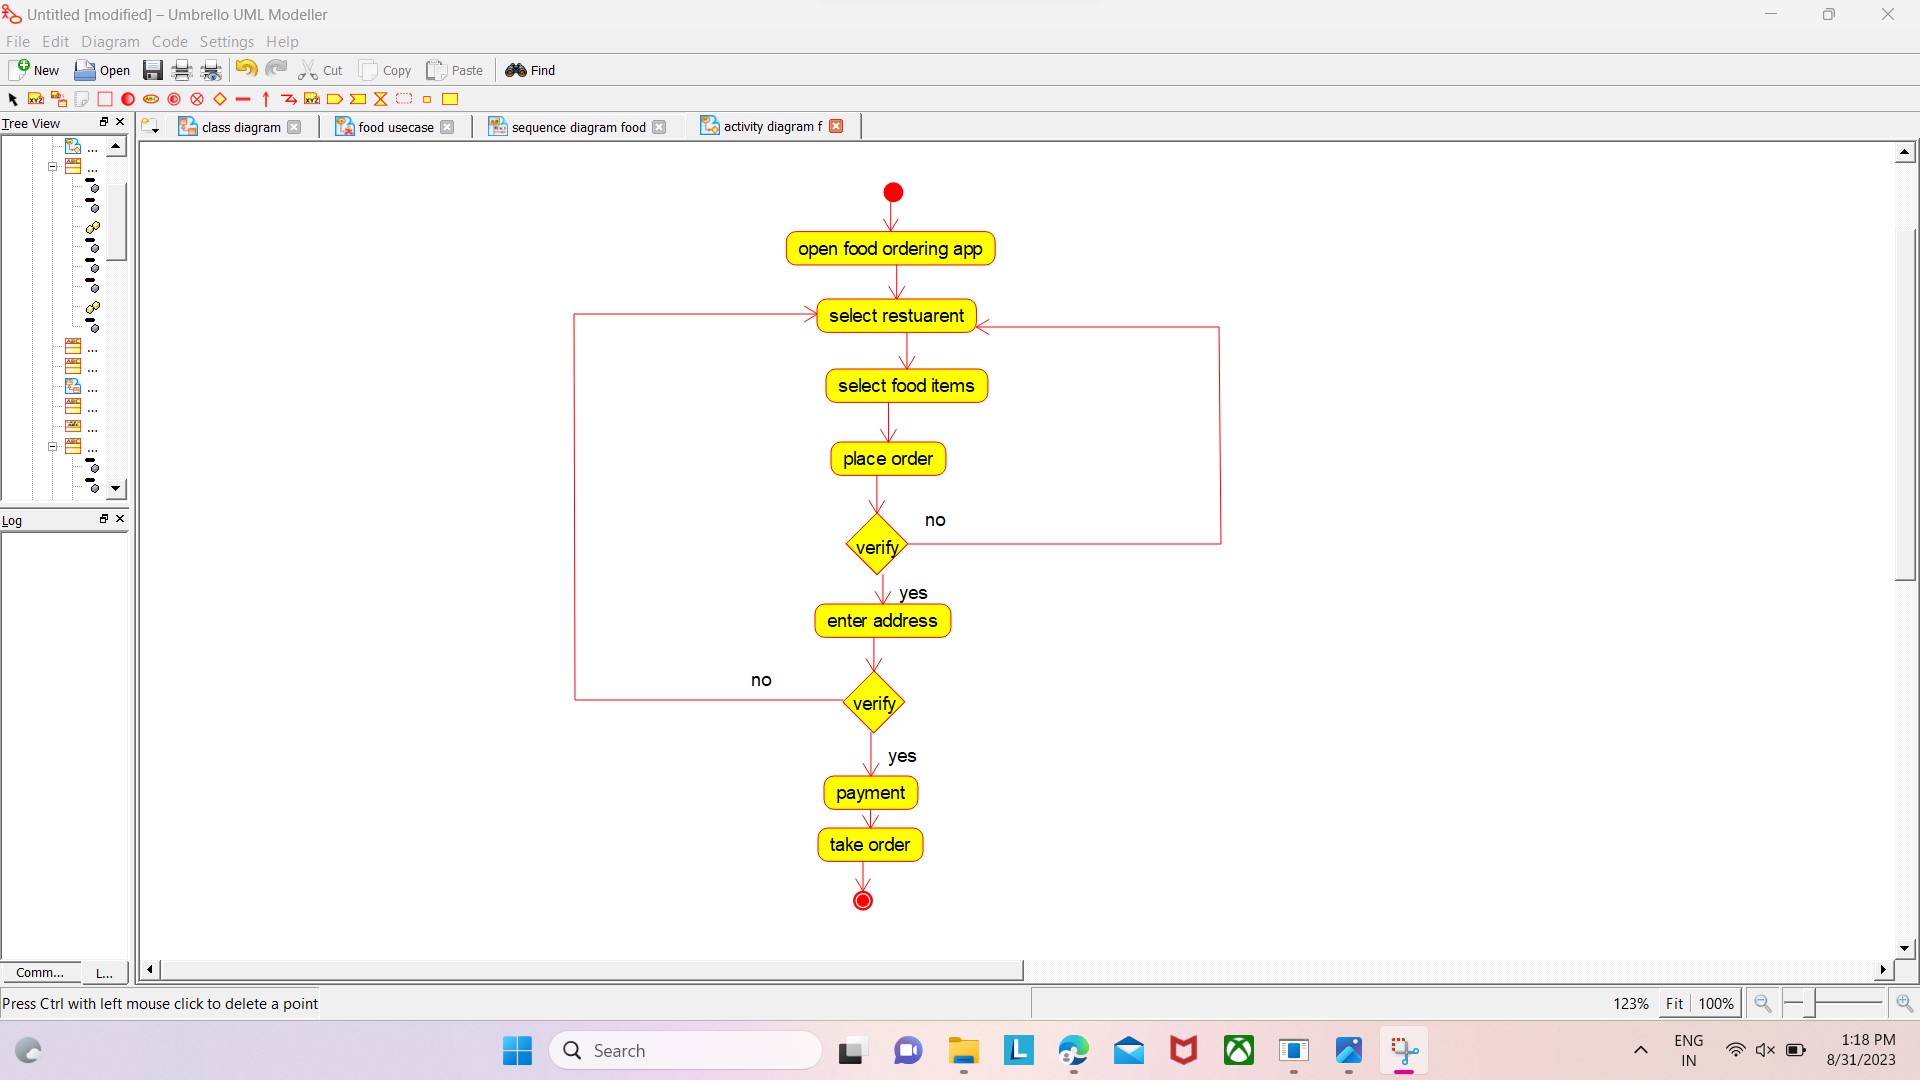 Untitled [modified] – Umbrello UML Modeller
File Edit Diagram Code Settings Help
New Open Cut Copy Paste Find
Tree View
class diagram food usecase sequence diagram food activity diagram f
open food ordering app
select restuarent
select food items
place order
no
verify
yes
enter address
no
verify
yes
payment
take order
Log
Comm... L...
Press Ctrl with left mouse click to delete a point
123% Fit 100%
Search
ENG
IN
1:18 PM
8/31/2023